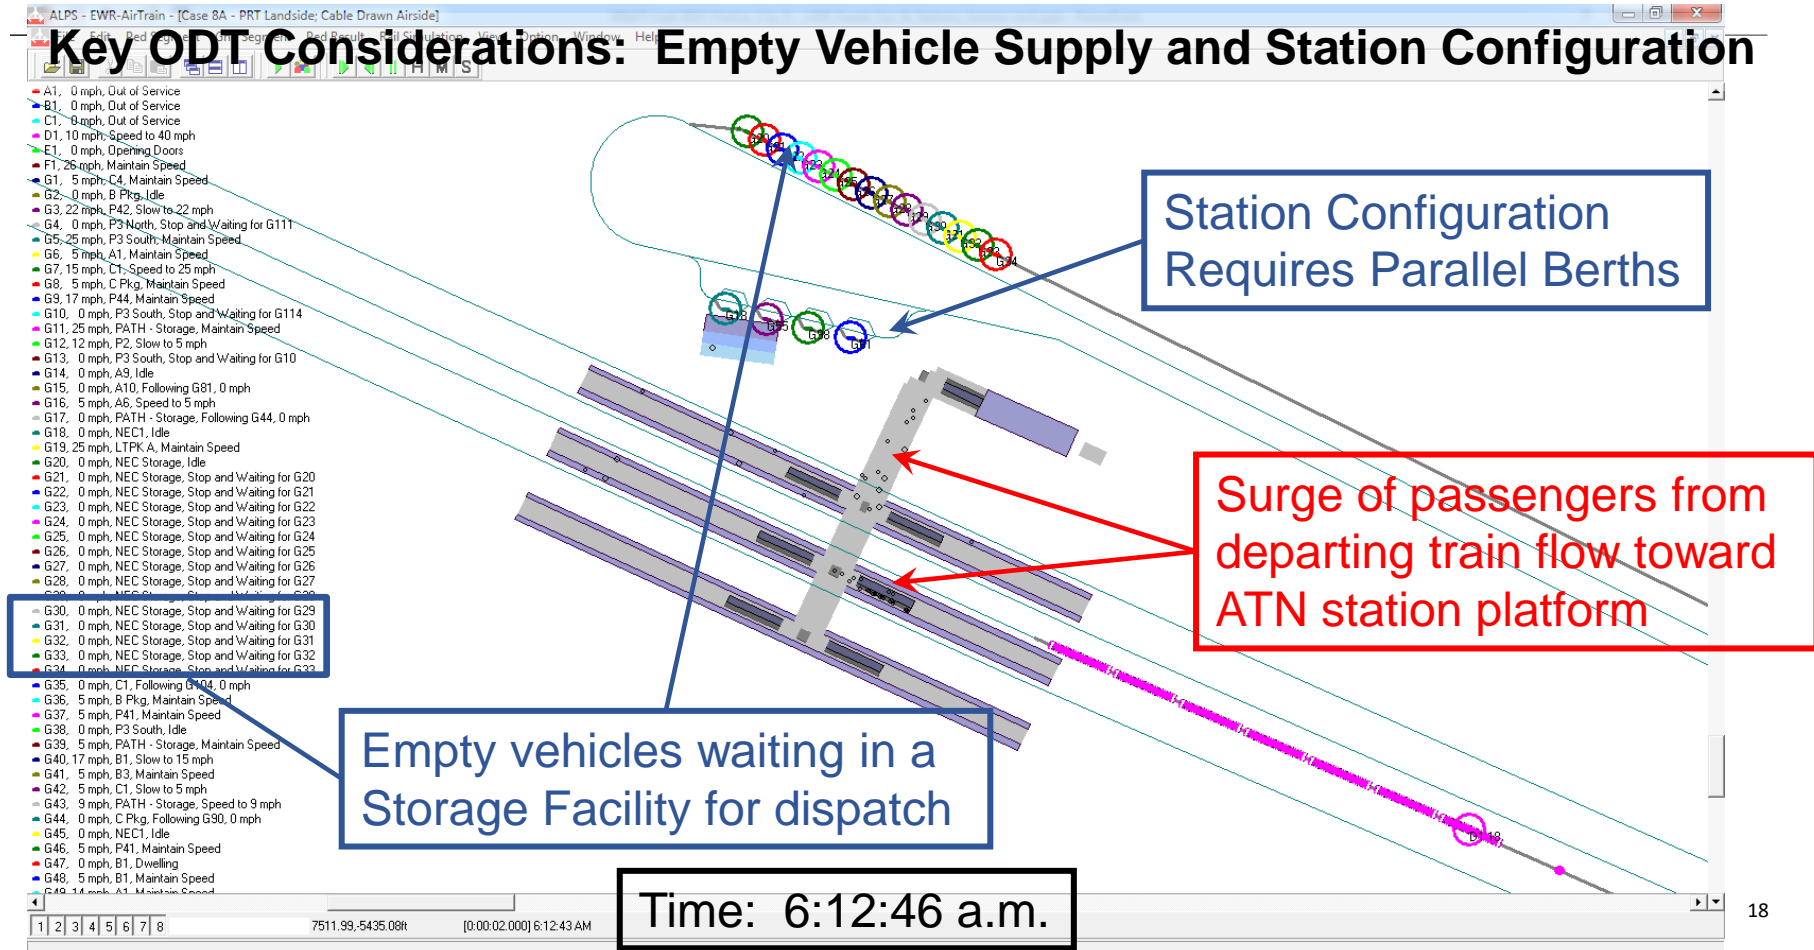 ALPS - EWR-AirTrain - [Case 8A - PRT Landside; Cable Drawn Airside]
Key ODT Considerations: Empty Vehicle Supply and Station Configuration
A1, 0 mph, Out of Service
B1, 0 mph, Out of Service
C1, 0 mph, Out of Service
D1, 10 mph, Speed to 40 mph
E1, 0 mph, Opening Doors
F1, 26 mph, Maintain Speed
G1, 5 mph, C4, Maintain Speed
G2, 0 mph, B Pkg, Idle
G3, 22 mph, P42, Slow to 22 mph
G4, 0 mph, P3 North, Stop and Waiting for G111
G5, 25 mph, P3 South, Maintain Speed
G6, 5 mph, A1, Maintain Speed
G7, 15 mph, C1, Speed to 25 mph
G8, 5 mph, C Pkg, Maintain Speed
G9, 17 mph, P44, Maintain Speed
G10, 0 mph, P3 South, Stop and Waiting for G114
G11, 25 mph, PATH - Storage, Maintain Speed
G12, 12 mph, P2, Slow to 5 mph
G13, 0 mph, P3 South, Stop and Waiting for G10
G14, 0 mph, A9, Idle
G15, 0 mph, A10, Following G81, 0 mph
G16, 5 mph, A6, Speed to 5 mph
G17, 0 mph, PATH - Storage, Following G44, 0 mph
G18, 0 mph, NEC1, Idle
G19, 25 mph, LTPK A, Maintain Speed
G20, 0 mph, NEC Storage, Idle
G21, 0 mph, NEC Storage, Stop and Waiting for G20
G22, 0 mph, NEC Storage, Stop and Waiting for G21
G23, 0 mph, NEC Storage, Stop and Waiting for G22
G24, 0 mph, NEC Storage, Stop and Waiting for G23
G25, 0 mph, NEC Storage, Stop and Waiting for G24
G26, 0 mph, NEC Storage, Stop and Waiting for G25
G27, 0 mph, NEC Storage, Stop and Waiting for G26
G28, 0 mph, NEC Storage, Stop and Waiting for G27
G30, 0 mph, NEC Storage, Stop and Waiting for G29
G31, 0 mph, NEC Storage, Stop and Waiting for G30
G32, 0 mph, NEC Storage, Stop and Waiting for G31
G33, 0 mph, NEC Storage, Stop and Waiting for G32
G34, 0 mph, NEC Storage, Stop and Waiting for G33
G35, 0 mph, C1, Following G104, 0 mph
G36, 5 mph, B Pkg, Maintain Speed
G37, 5 mph, P41, Maintain Speed
G38, 0 mph, P3 South, Idle
G39, 5 mph, PATH - Storage, Maintain Speed
G40, 17 mph, B1, Slow to 15 mph
G41, 5 mph, B3, Maintain Speed
G42, 5 mph, C1, Slow to 5 mph
G43, 9 mph, PATH - Storage, Speed to 9 mph
G44, 0 mph, C Pkg, Following G90, 0 mph
G45, 0 mph, NEC1, Idle
G46, 5 mph, P41, Maintain Speed
G47, 0 mph, B1, Dwelling
G48, 5 mph, B1, Maintain Speed
G49, 14 mph, A1, Maintain Speed
Station Configuration
Requires Parallel Berths
G34
G18
Surge of passengers from
departing train flow toward
ATN station platform
Empty vehicles waiting in a
Storage Facility for dispatch
Time: 6:12:46 a.m.
1 2 3 4 5 6 7 8
7511.99,-5435.08ft
[0:00:02.000] 6:12:43 AM
18